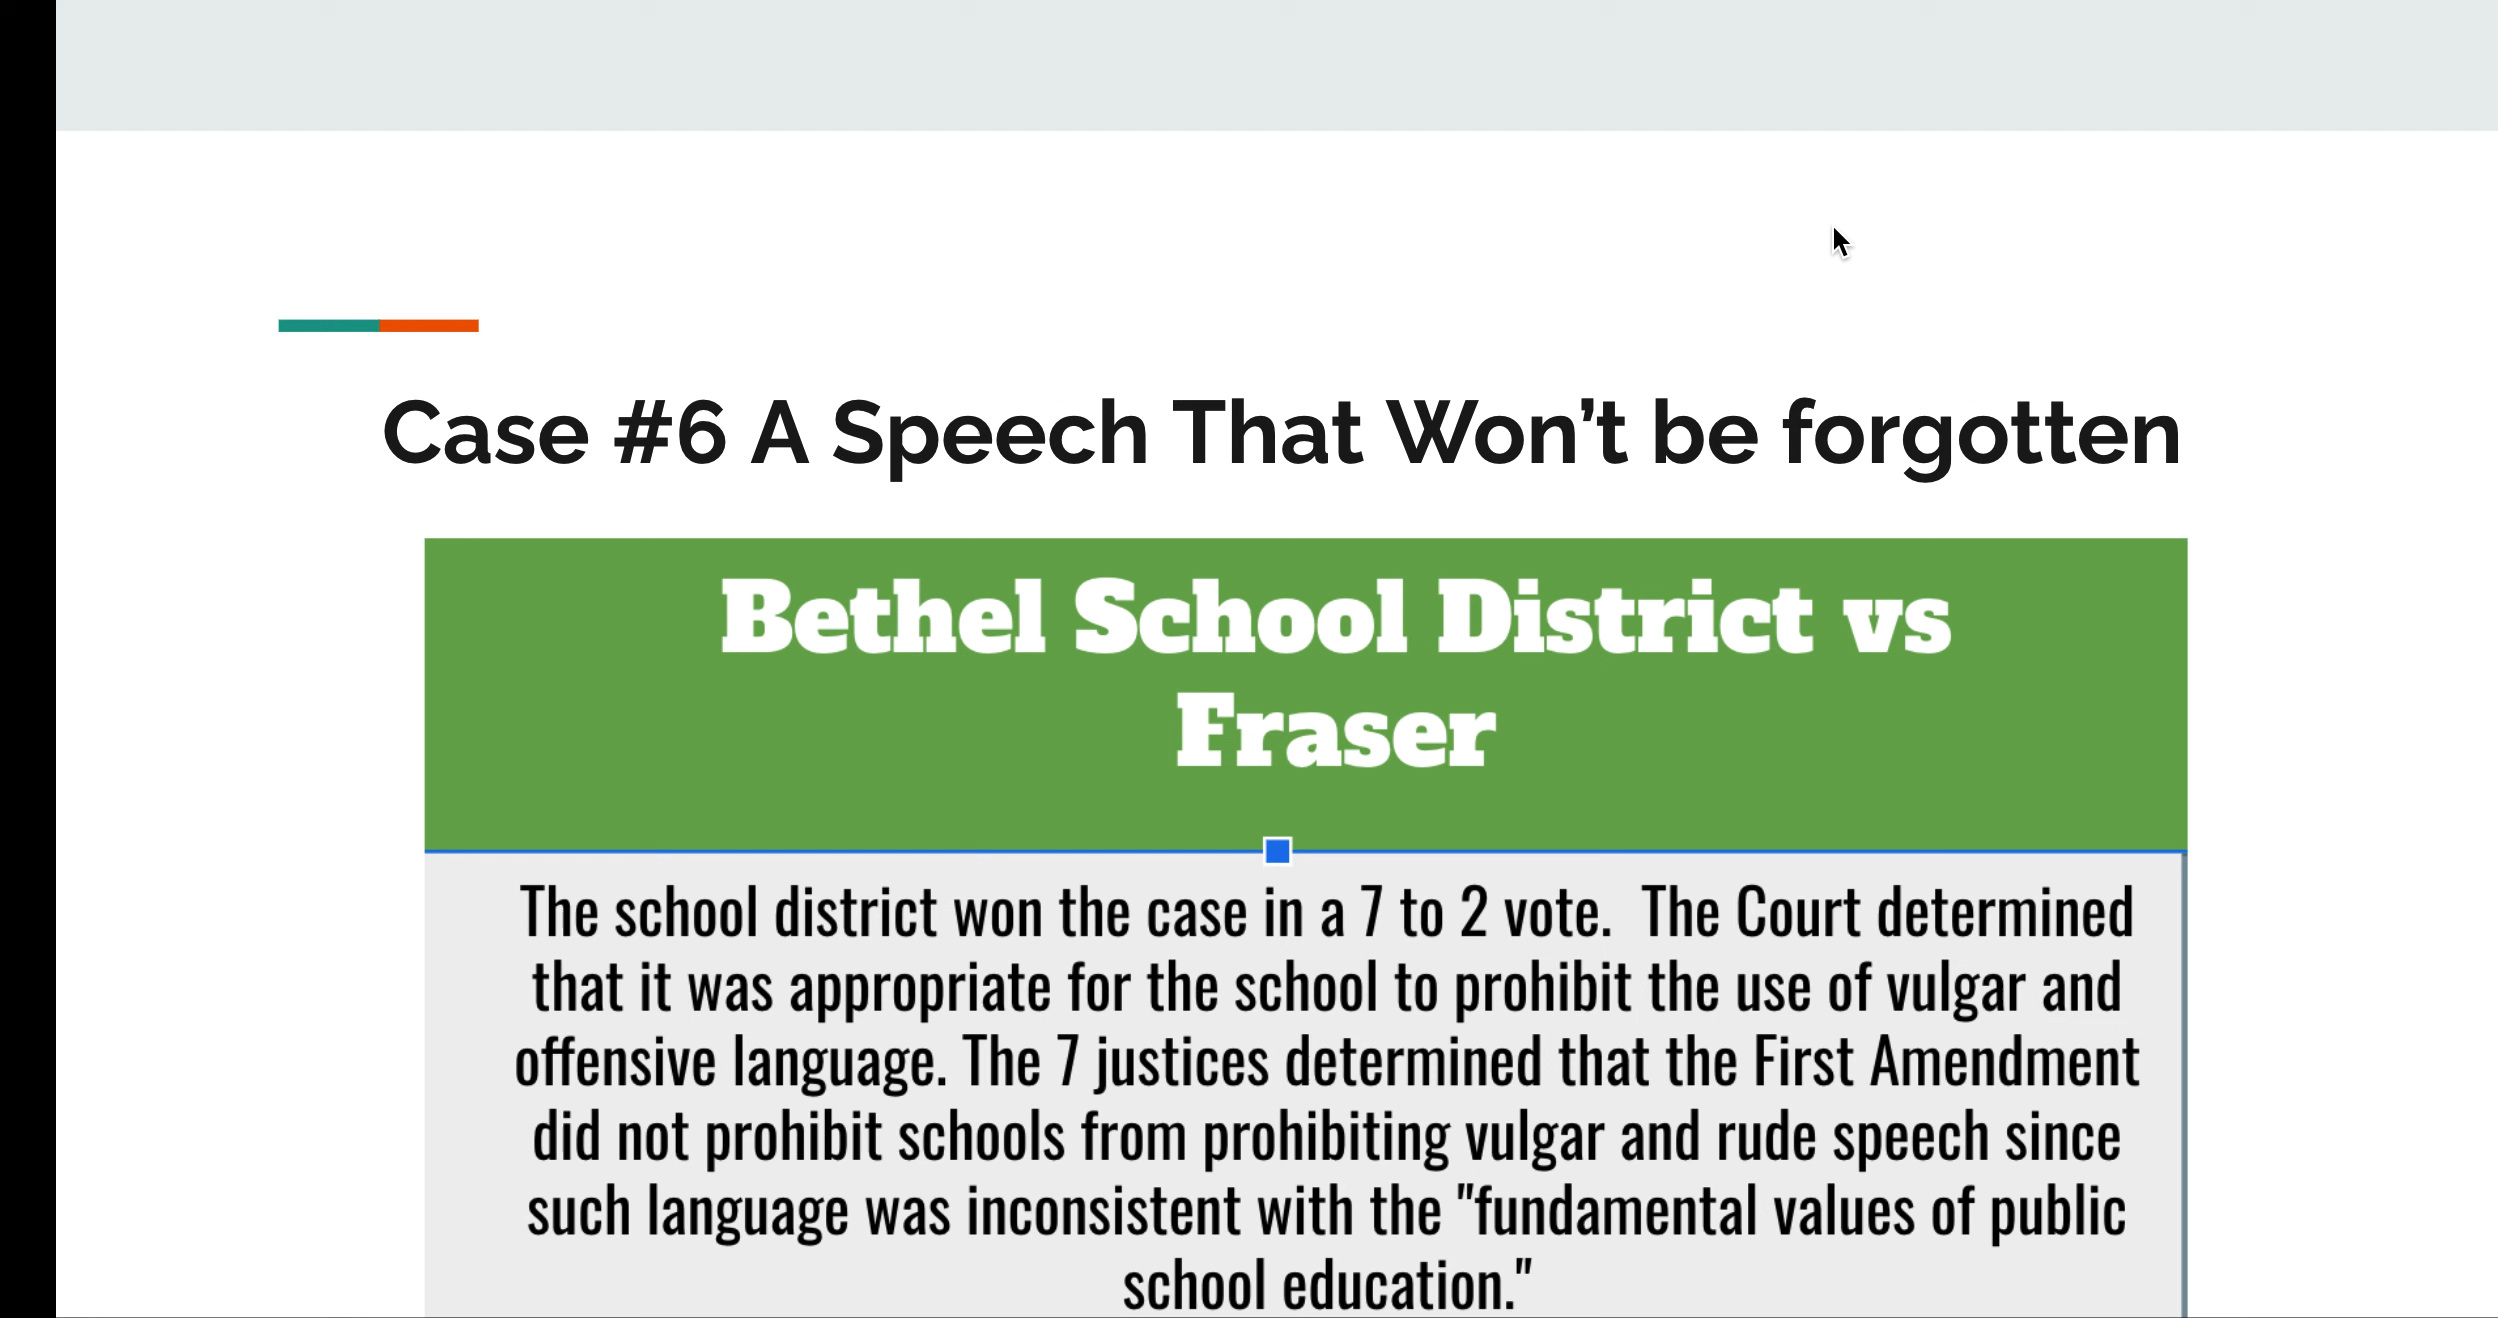 Case #6 A Speech That Won't be forgotten
Bethel School District vs
Fraser
The school district won the case in a 7 to 2 vote.  The Court determined
that it was appropriate for the school to prohibit the use of vulgar and
offensive language. The 7 justices determined that the First Amendment
did not prohibit schools from prohibiting vulgar and rude speech since
such language was inconsistent with the "fundamental values of public
school education."